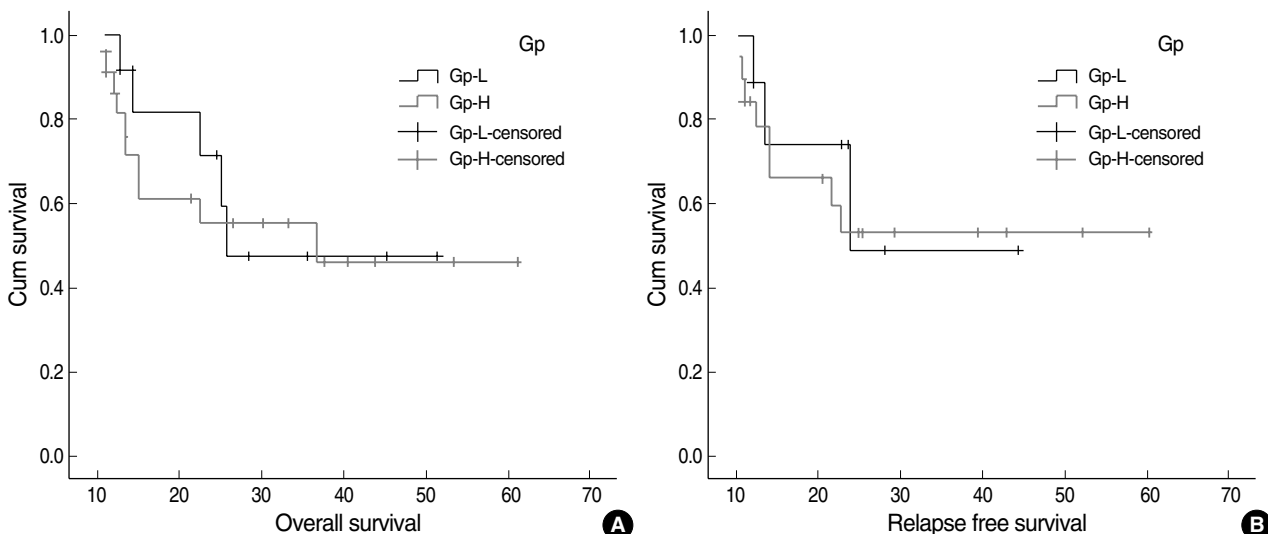 Cum survival
1.0
0.8
0.6
0.4
0.2
0.0
10 20 30 40 50 60 70
Overall survival
Gp
Gp-L
Gp-H
Gp-L-censored
Gp-H-censored
A
Cum survival
1.0
0.8
0.6
0.4
0.2
0.0
10 20 30 40 50 60 70
Relapse free survival
Gp
Gp-L
Gp-H
Gp-L-censored
Gp-H-censored
B